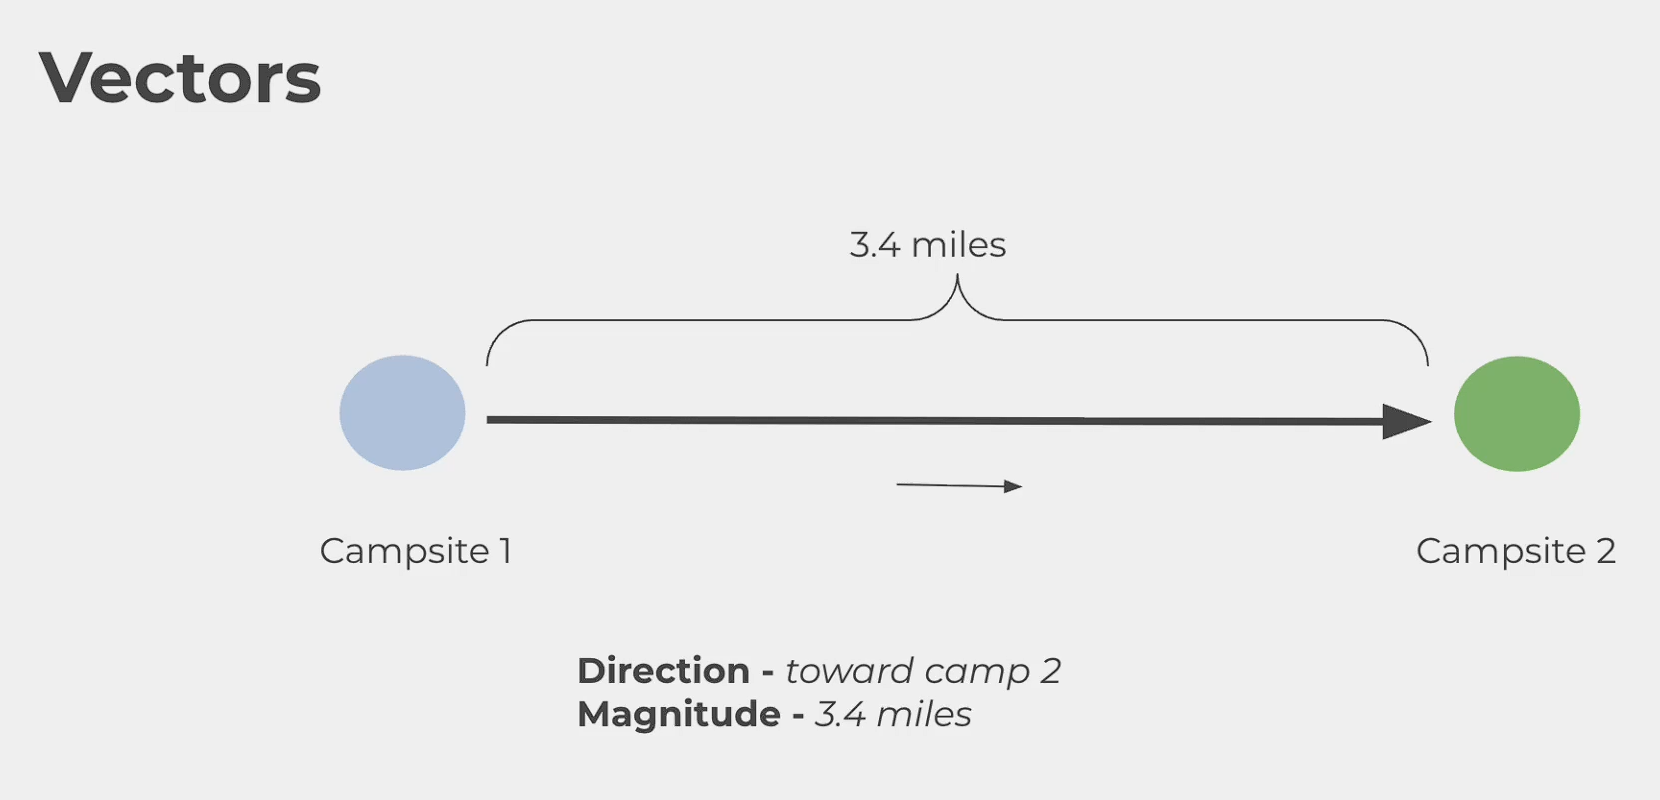 Vectors
3.4 miles
Campsite 1
Campsite 2
Direction - toward camp 2
Magnitude - 3.4 miles